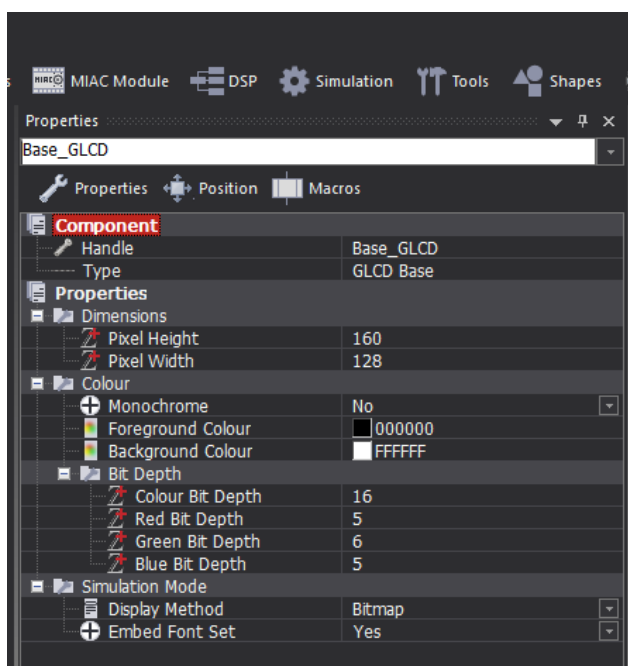 s MIAC MIAC Module DSP Simulation Tools Shapes
Properties
Base_GLCD
Properties Position Macros
Component
Handle Base_GLCD
Type GLCD Base
Properties
Dimensions
Pixel Height 160
Pixel Width 128
Colour
Monochrome No
Foreground Colour 000000
Background Colour FFFFFF
Bit Depth
Colour Bit Depth 16
Red Bit Depth 5
Green Bit Depth 6
Blue Bit Depth 5
Simulation Mode
Display Method Bitmap
Embed Font Set Yes